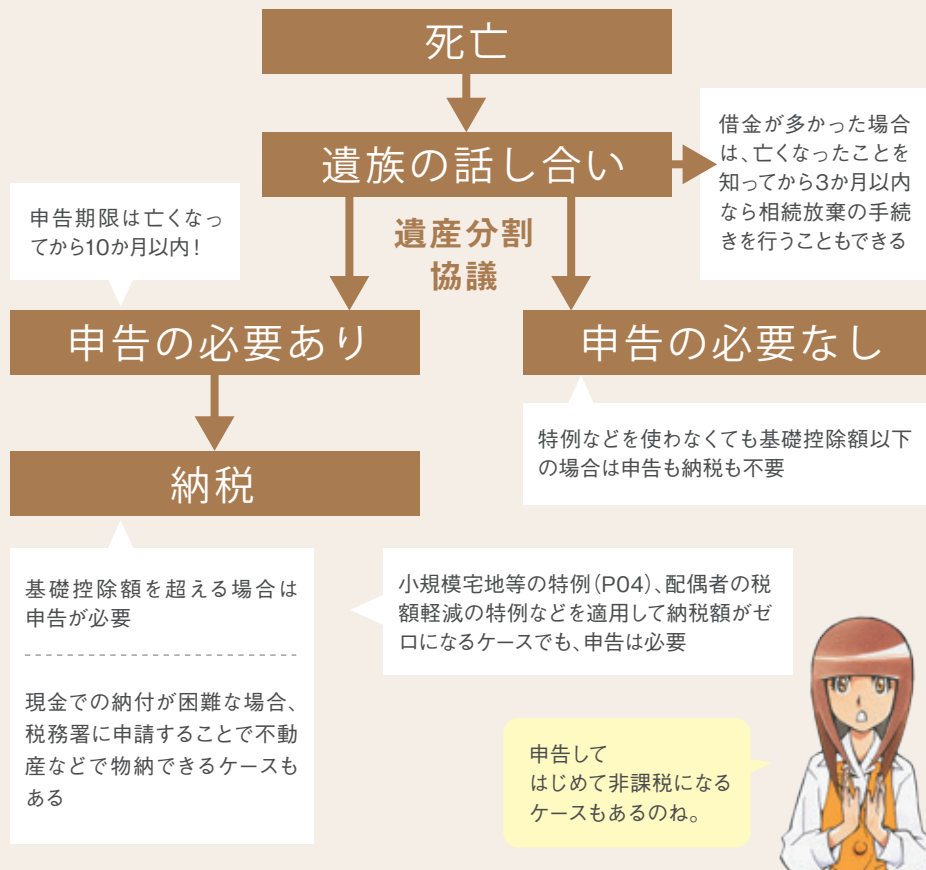 死亡
遺族の話し合い
借金が多かった場合
は、亡くなったことを
知ってから3か月以内
なら相続放棄の手続
きを行うこともできる
申告期限は亡くなっ
てから10か月以内！
遺産分割
協議
申告の必要あり
申告の必要なし
特例などを使わなくても基礎控除額以下
の場合は申告も納税も不要
納税
基礎控除額を超える場合は
申告が必要
現金での納付が困難な場合、
税務署に申請することで不動
産などで物納できるケースも
ある
小規模宅地等の特例（P04）、配偶者の税
額軽減の特例などを適用して納税額がゼ
ロになるケースでも、申告は必要
申告して
はじめて非課税になる
ケースもあるのね。